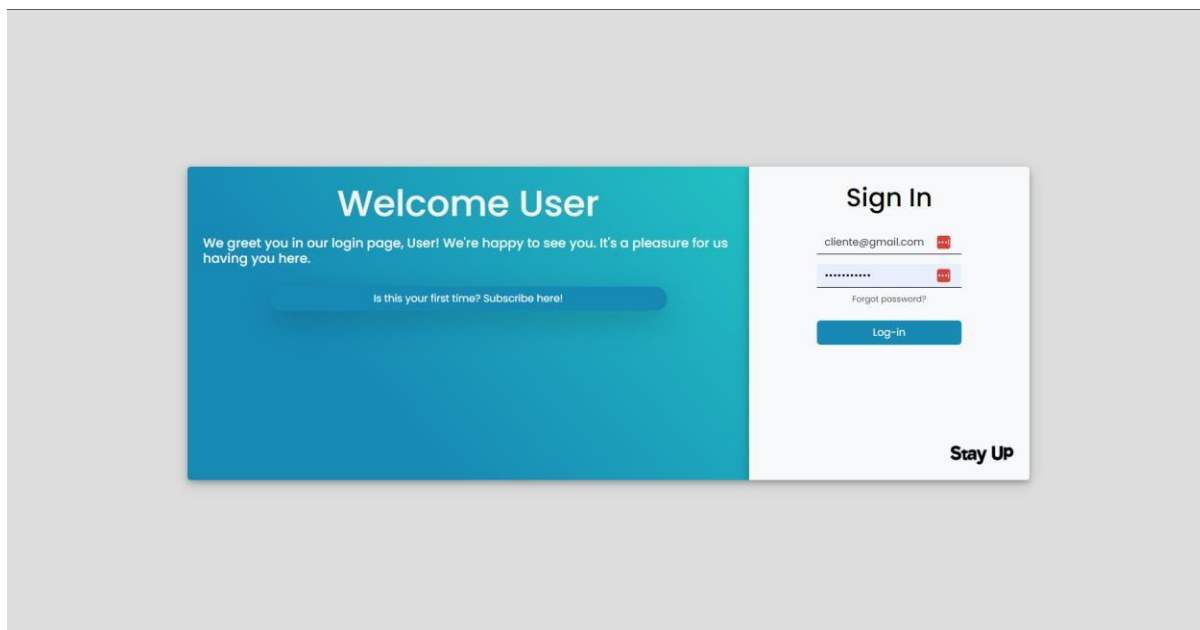 Welcome User
We greet you in our login page, User! We're happy to see you. It's a pleasure for us
having you here.
Is this your first time? Subscribe here!
Sign In
cliente@gmail.com
•••••••••••
Forgot password?
Log-in
Stay UP